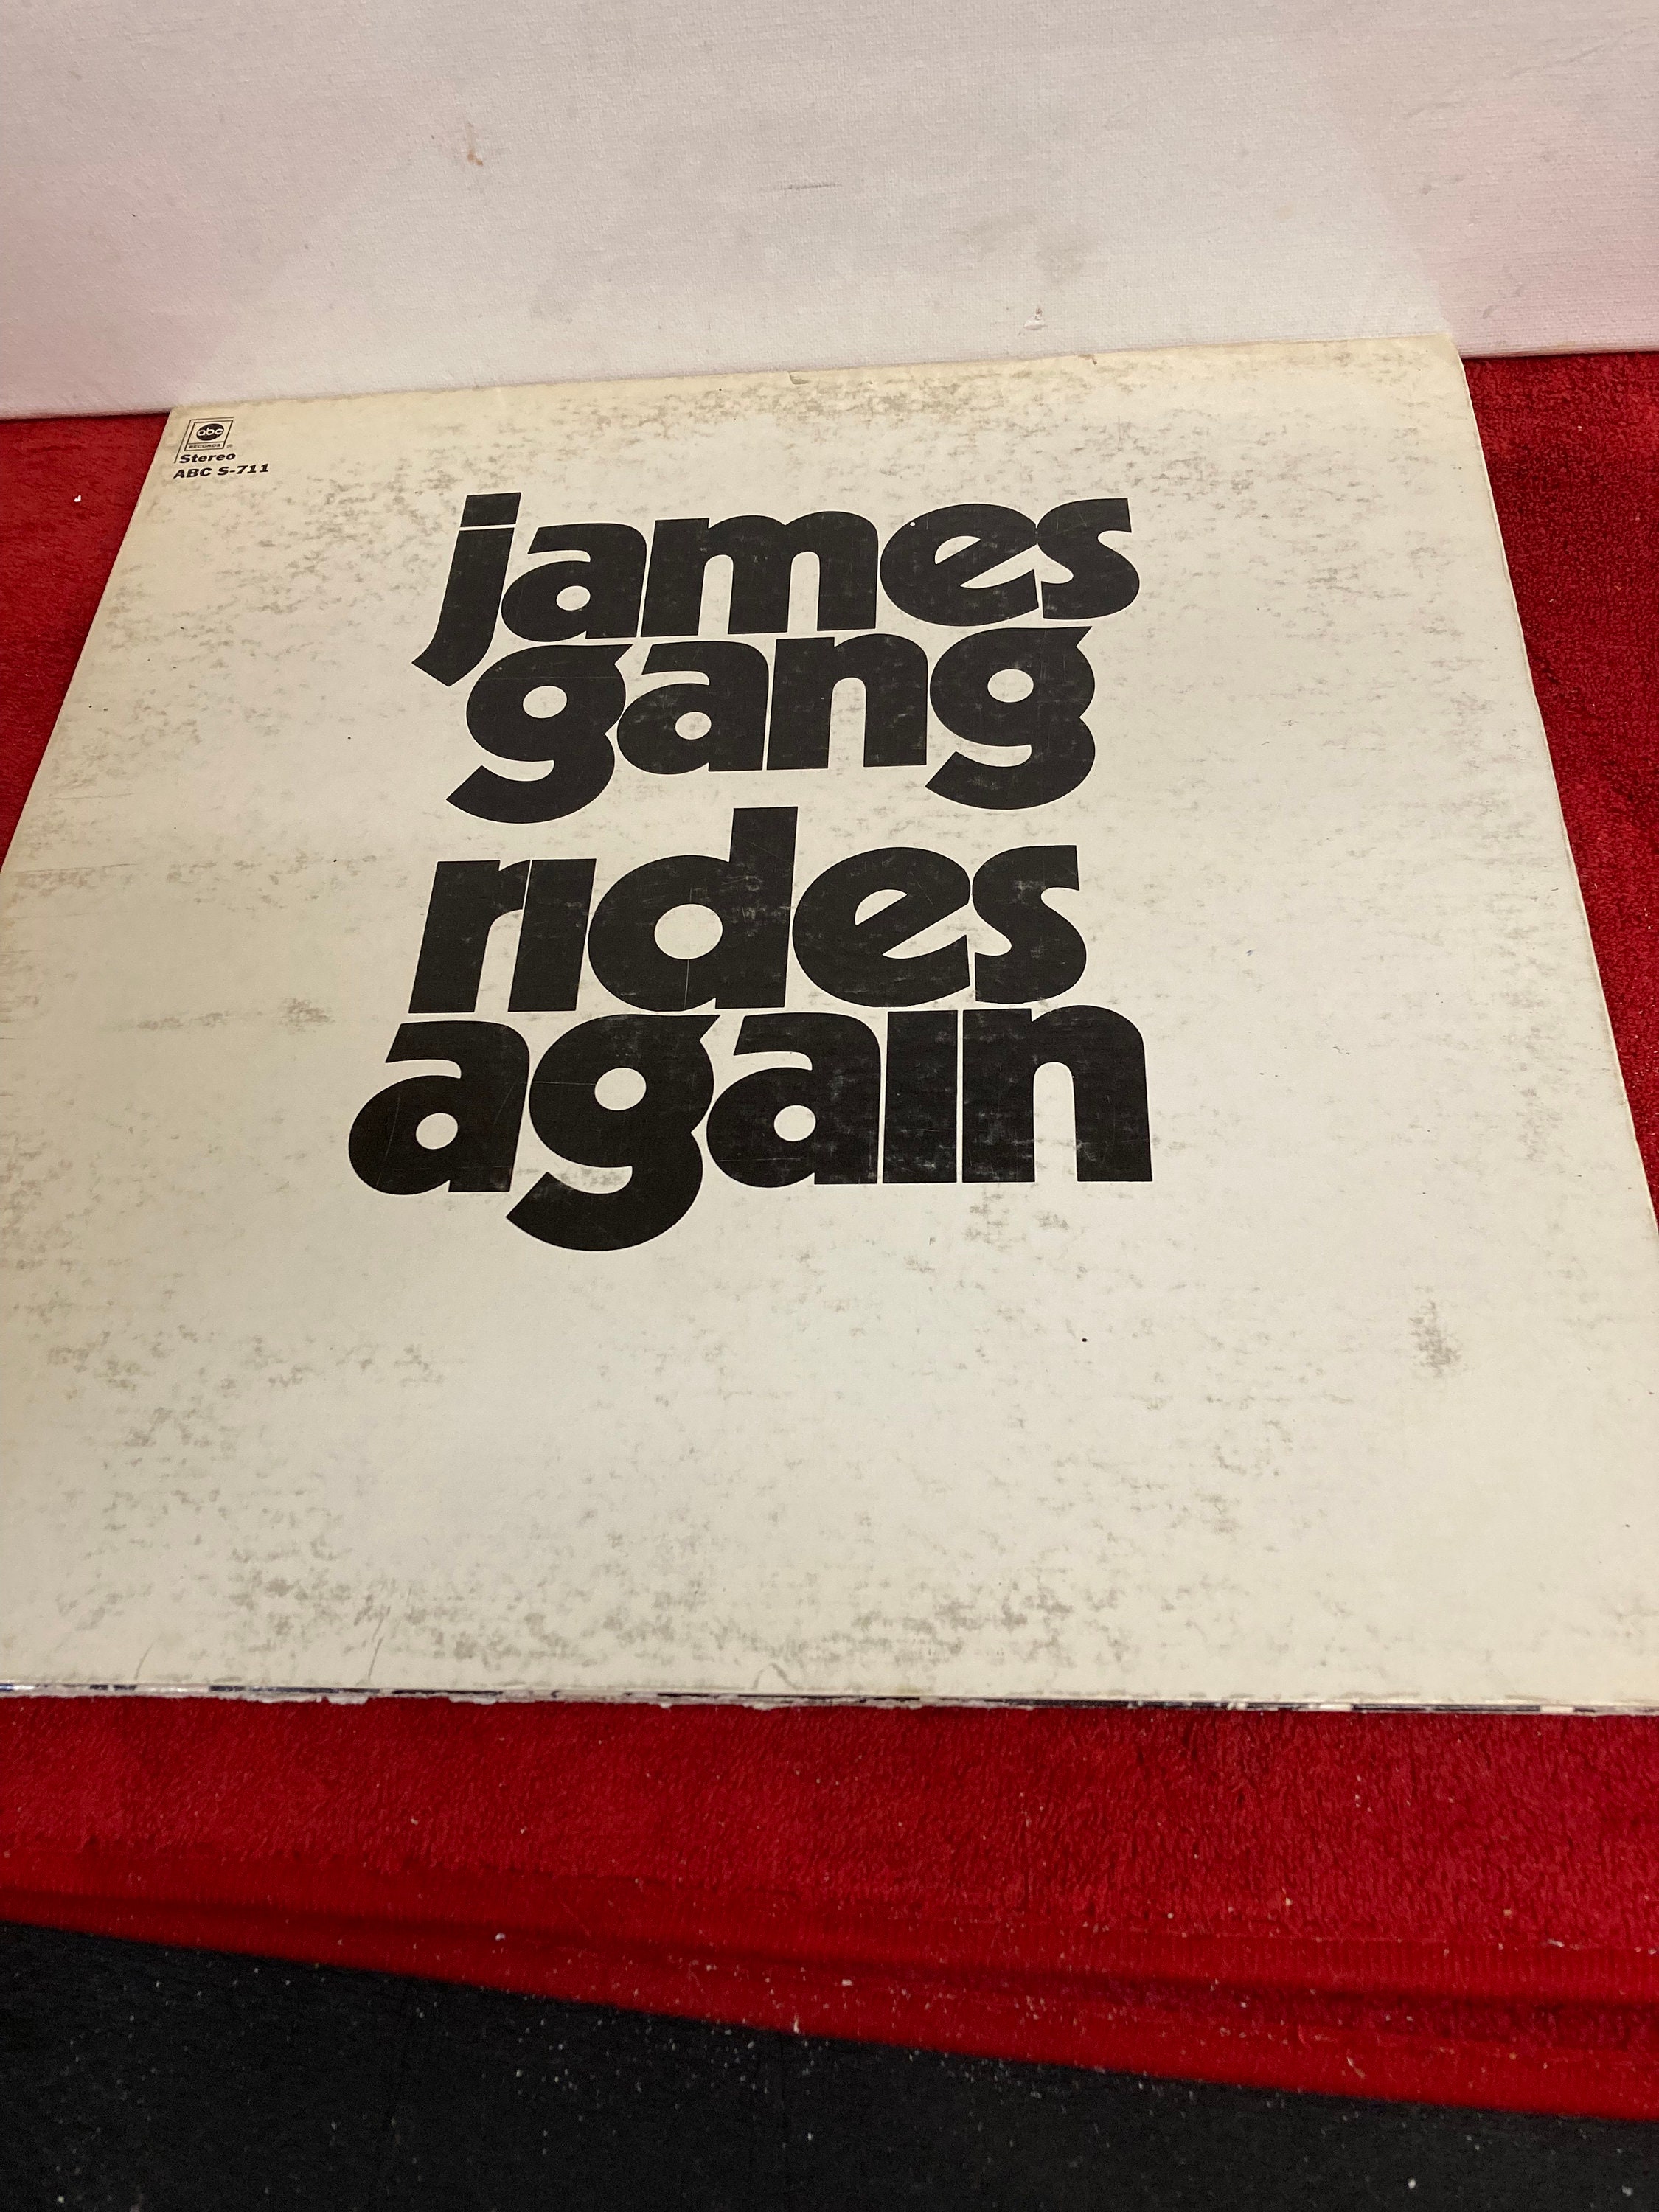 abc
RECORDS
Stereo
ABC S-711
james
gang
rides
again